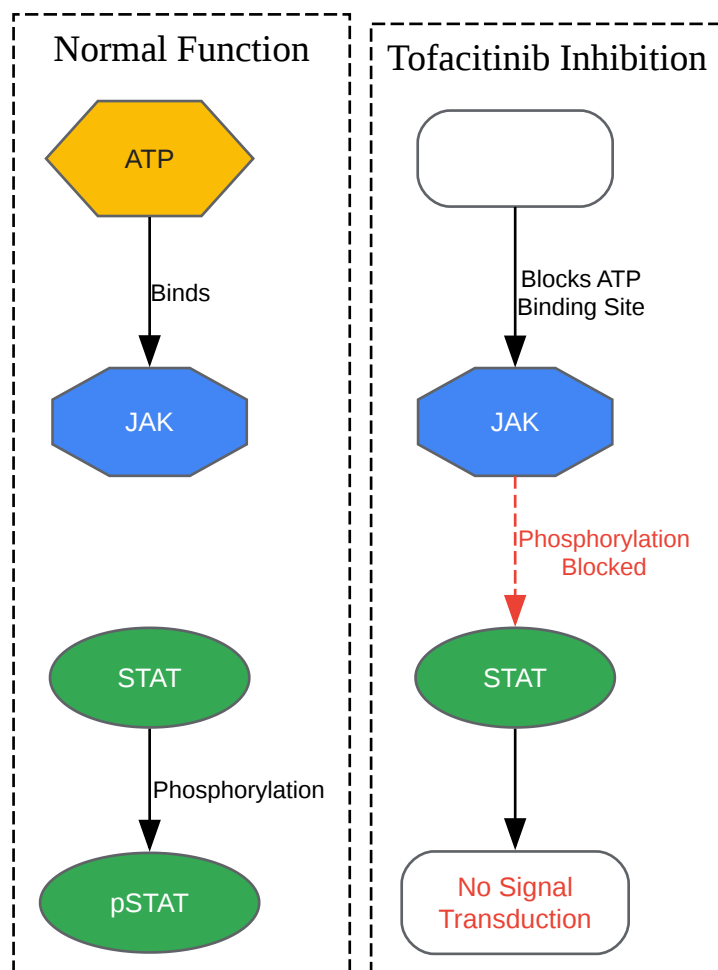 Normal Function
ATP
Binds
JAK
STAT
Phosphorylation
pSTAT
Tofacitinib Inhibition
Blocks ATP
Binding Site
JAK
Phosphorylation
Blocked
STAT
No Signal
Transduction